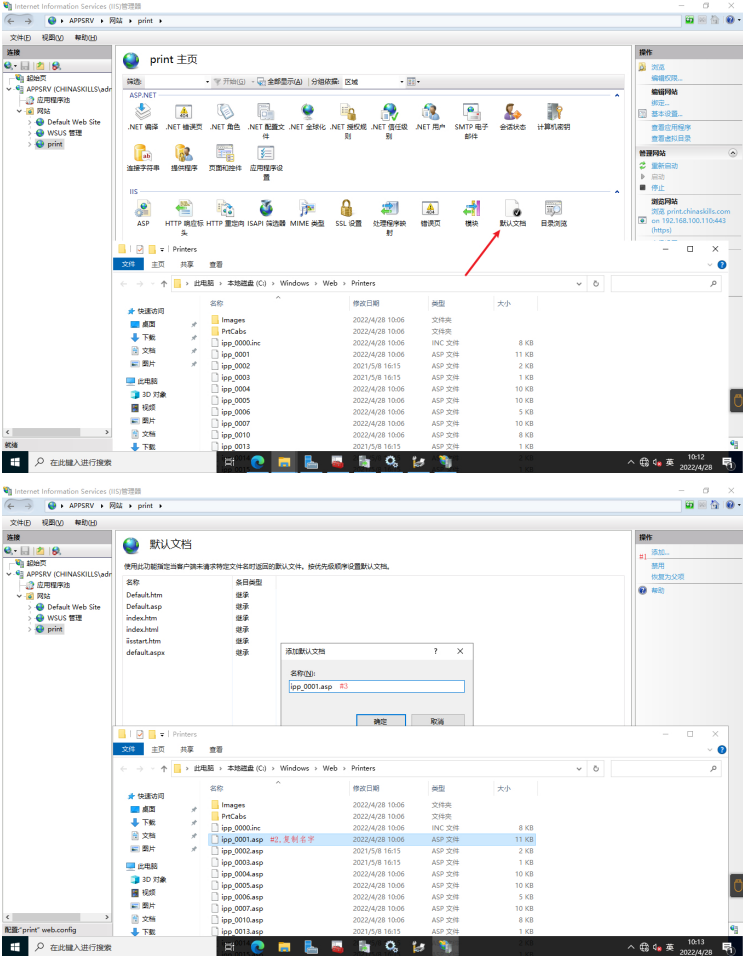 Internet Information Services (IIS)管理器
APPSRV › 网站 › print ›
文件(F) 视图(V) 帮助(H)
连接
起始页
APPSRV (CHINASKILLS\adr
应用程序池
网站
Default Web Site
WSUS 管理
print
就绪
print 主页
筛选: 开始(G) 全部显示(A) 分组依据: 区域
ASP.NET
.NET 编译 .NET 错误页 .NET 角色 .NET 配置文件 .NET 全球化 .NET 授权规则 .NET 信任级别 .NET 用户 SMTP 电子邮件 会话状态 计算机密钥
连接字符串 提供程序 页面和控件 应用程序设置
IIS
ASP HTTP 响应标头 HTTP 重定向 ISAPI 筛选器 MIME 类型 SSL 设置 处理程序映射 错误页 模块 默认文档 目录浏览
操作
浏览
编辑权限...
编辑网站
绑定...
基本设置...
查看应用程序
查看虚拟目录
管理网站
重新启动
启动
停止
浏览网站
浏览 print.chinaskills.com
on 192.168.100.110:443
(https)
Printers
文件 主页 共享 查看
此电脑 › 本地磁盘 (C:) › Windows › Web › Printers
快速访问
桌面
下载
文档
图片
此电脑
3D 对象
视频
图片
文档
下载
名称 修改日期 类型 大小
Images 2022/4/28 10:06 文件夹
PrtCabs 2022/4/28 10:06 文件夹
ipp_0000.inc 2022/4/28 10:06 INC 文件 8 KB
ipp_0001 2022/4/28 10:06 ASP 文件 11 KB
ipp_0002 2021/5/8 16:15 ASP 文件 2 KB
ipp_0003 2021/5/8 16:15 ASP 文件 1 KB
ipp_0004 2022/4/28 10:06 ASP 文件 10 KB
ipp_0005 2022/4/28 10:06 ASP 文件 10 KB
ipp_0006 2022/4/28 10:06 ASP 文件 5 KB
ipp_0007 2022/4/28 10:06 ASP 文件 10 KB
ipp_0010 2022/4/28 10:06 ASP 文件 8 KB
ipp_0013 2021/5/8 16:15 ASP 文件 1 KB
在此键入进行搜索
英 10:12
2022/4/28
Internet Information Services (IIS)管理器
APPSRV › 网站 › print ›
文件(F) 视图(V) 帮助(H)
连接
起始页
APPSRV (CHINASKILLS\adr
应用程序池
网站
Default Web Site
WSUS 管理
print
配置:"print" web.config
默认文档
使用此功能指定当客户端未请求特定文件名时返回的默认文件。按优先级顺序设置默认文档。
名称 条目类型
Default.htm 继承
Default.asp 继承
index.htm 继承
index.html 继承
iisstart.htm 继承
default.aspx 继承
添加默认文档 ? ×
名称(N):
ipp_0001.asp #3
确定 取消
操作
#1 添加...
禁用
恢复为父项
帮助
Printers
文件 主页 共享 查看
此电脑 › 本地磁盘 (C:) › Windows › Web › Printers
快速访问
桌面
下载
文档
图片
此电脑
3D 对象
视频
图片
文档
下载
名称 修改日期 类型 大小
Images 2022/4/28 10:06 文件夹
PrtCabs 2022/4/28 10:06 文件夹
ipp_0000.inc 2022/4/28 10:06 INC 文件 8 KB
ipp_0001.asp #2,复制名字 2022/4/28 10:06 ASP 文件 11 KB
ipp_0002.asp 2021/5/8 16:15 ASP 文件 2 KB
ipp_0003.asp 2021/5/8 16:15 ASP 文件 1 KB
ipp_0004.asp 2022/4/28 10:06 ASP 文件 10 KB
ipp_0005.asp 2022/4/28 10:06 ASP 文件 10 KB
ipp_0006.asp 2022/4/28 10:06 ASP 文件 5 KB
ipp_0007.asp 2022/4/28 10:06 ASP 文件 10 KB
ipp_0010.asp 2022/4/28 10:06 ASP 文件 8 KB
ipp_0013.asp 2021/5/8 16:15 ASP 文件 1 KB
在此键入进行搜索
英 10:13
2022/4/28